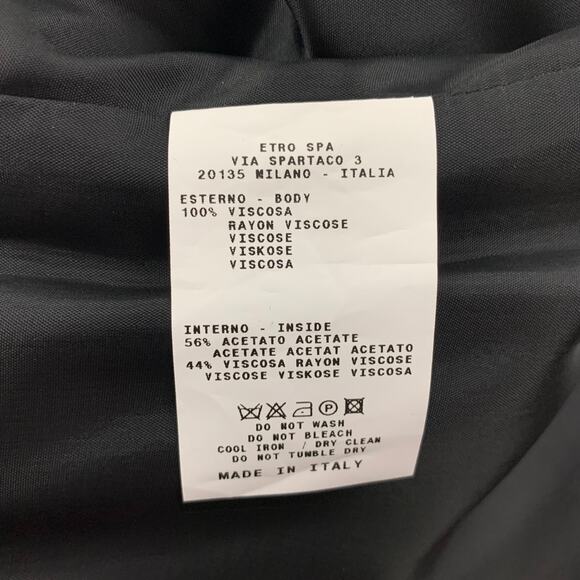 ETRO SPA
VIA SPARTACO 3
20135 MILANO - ITALIA
ESTERNO - BODY
100% VISCOSA
RAYON VISCOSE
VISCOSE
VISKOSE
VISCOSA
INTERNO - INSIDE
56% ACETATO ACETATE
ACETATE ACETAT ACETATO
44% VISCOSA RAYON VISCOSE
VISCOSE VISKOSE VISCOSA
P
DO NOT WASH
DO NOT BLEACH
COOL IRON / DRY CLEAN
DO NOT TUMBLE DRY
MADE IN ITALY